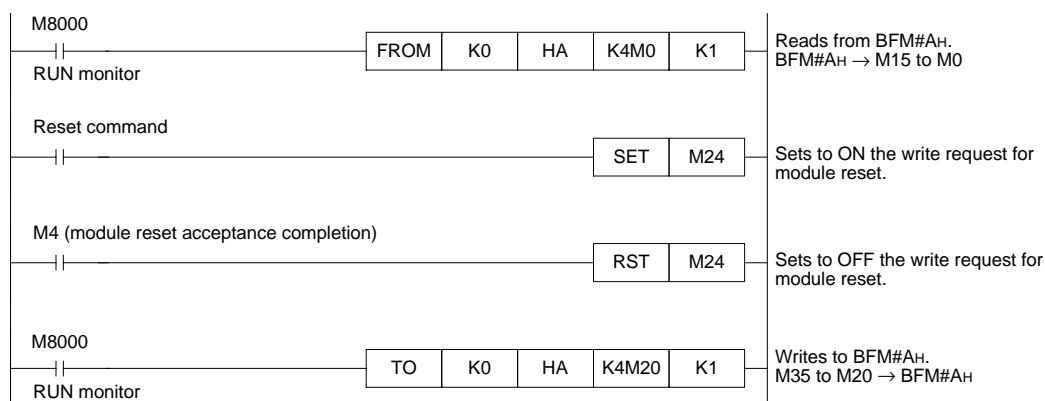 M8000
FROM K0 HA K4M0 K1
RUN monitor
Reads from BFM#AH.
BFM#AH → M15 to M0
Reset command
SET M24
Sets to ON the write request for
module reset.
M4 (module reset acceptance completion)
RST M24
Sets to OFF the write request for
module reset.
M8000
TO K0 HA K4M20 K1
RUN monitor
Writes to BFM#AH.
M35 to M20 → BFM#AH